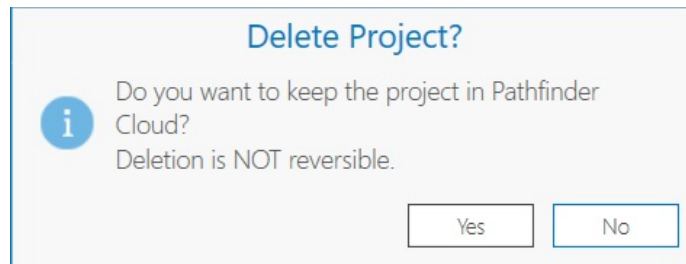 Delete Project?
Do you want to keep the project in Pathfinder
Cloud?
Deletion is NOT reversible.
Yes
No